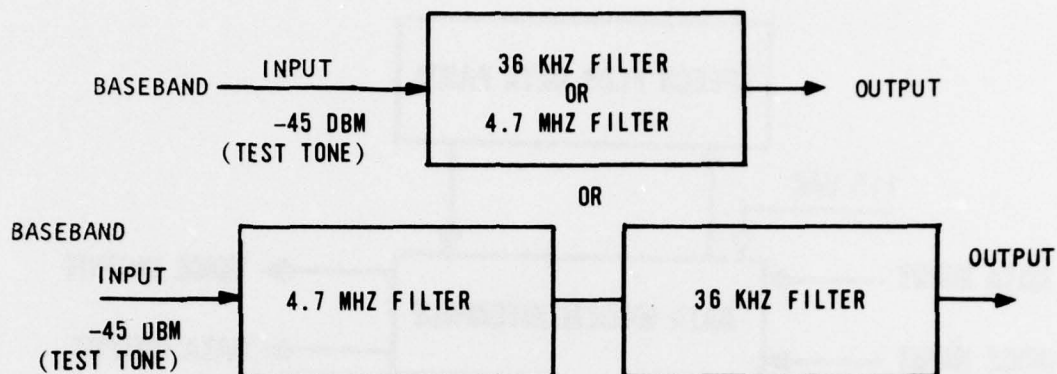 BASEBAND
INPUT
-45 DBM
(TEST TONE)
36 KHZ FILTER
OR
4.7 MHZ FILTER
OUTPUT
OR
BASEBAND
INPUT
-45 DBM
(TEST TONE)
4.7 MHZ FILTER
36 KHZ FILTER
OUTPUT